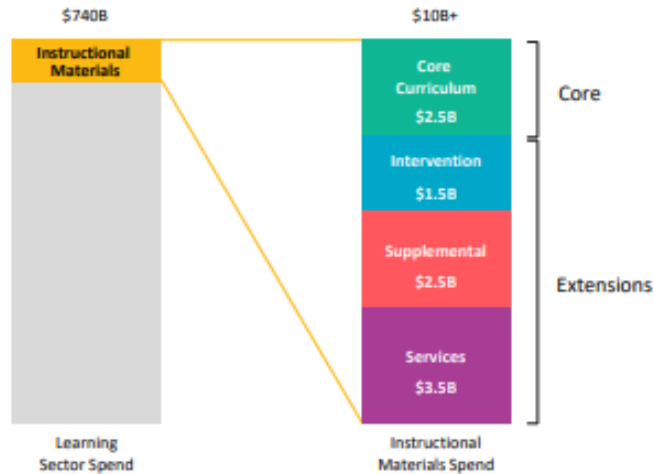 $740B
$10B+
Instructional
Materials
Core
Curriculum
$2.5B
Core
Intervention
$1.5B
Supplemental
$2.5B
Extensions
Services
$3.5B
Learning
Sector Spend
Instructional
Materials Spend